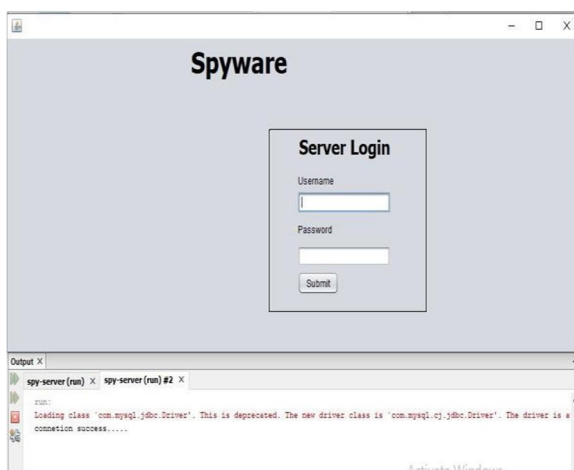 Spyware
Server Login
Username
Password
Submit
Output X
spy-server (run) X spy-server (run) #2 X
run:
Loading class `com.mysql.jdbc.Driver'. This is deprecated. The new driver class is `com.mysql.cj.jdbc.Driver'. The driver is a
connetion success.....
Activate Windows